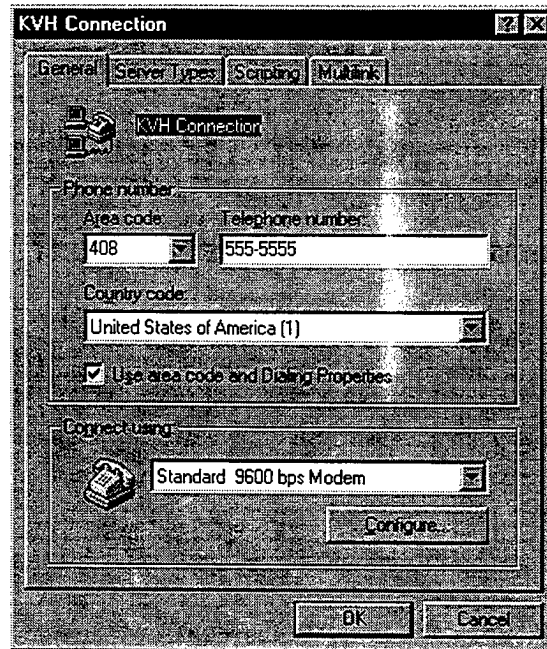 KVH Connection
General Server Types Scripting Multilink
KVH Connection
Phone number
Area code: Telephone number:
408 555-5555
Country code:
United States of America (1)
Use area code and Dialing Properties
Connect using:
Standard 9600 bps Modem
Configure...
OK Cancel